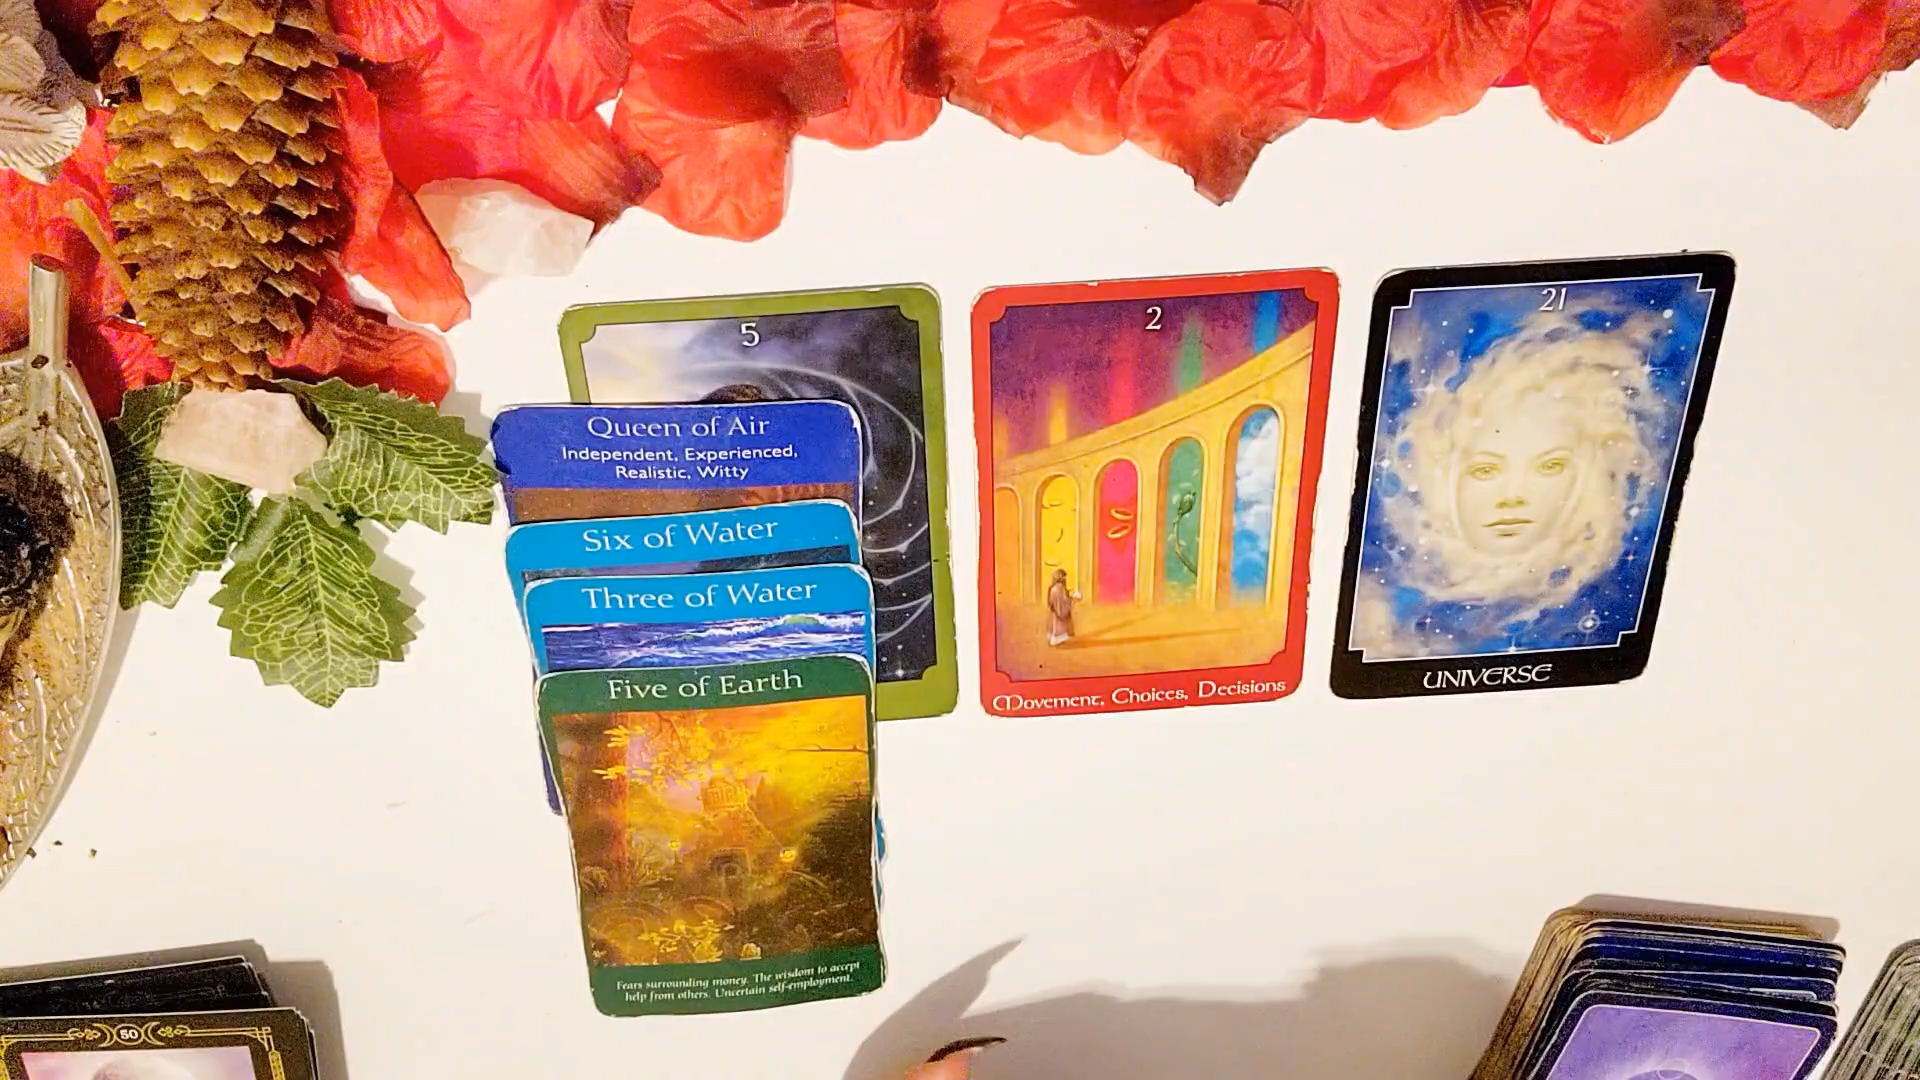 5
2
21
Queen of Air
Independent, Experienced,
Realistic, Witty
Six of Water
Three of Water
Five of Earth
Fears surrounding money. The wisdom to accept
help from others. Uncertain self-employment.
Movement, Choices, Decisions
UNIVERSE
50